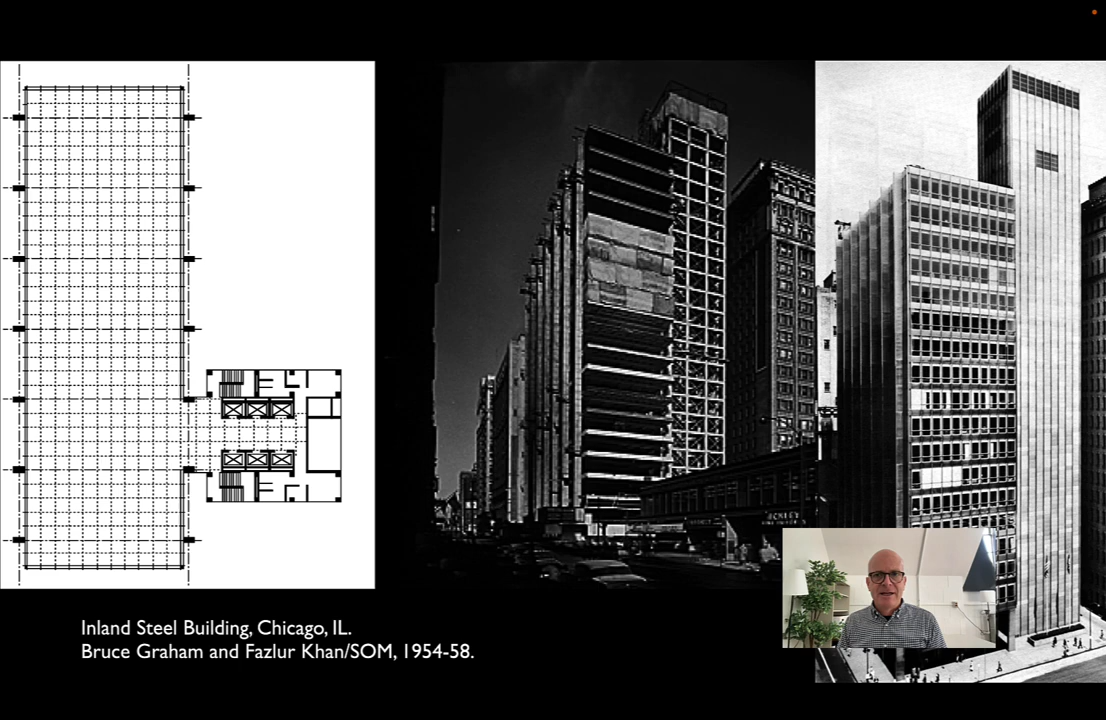 Inland Steel Building, Chicago, IL.
Bruce Graham and Fazlur Khan/SOM, 1954-58.